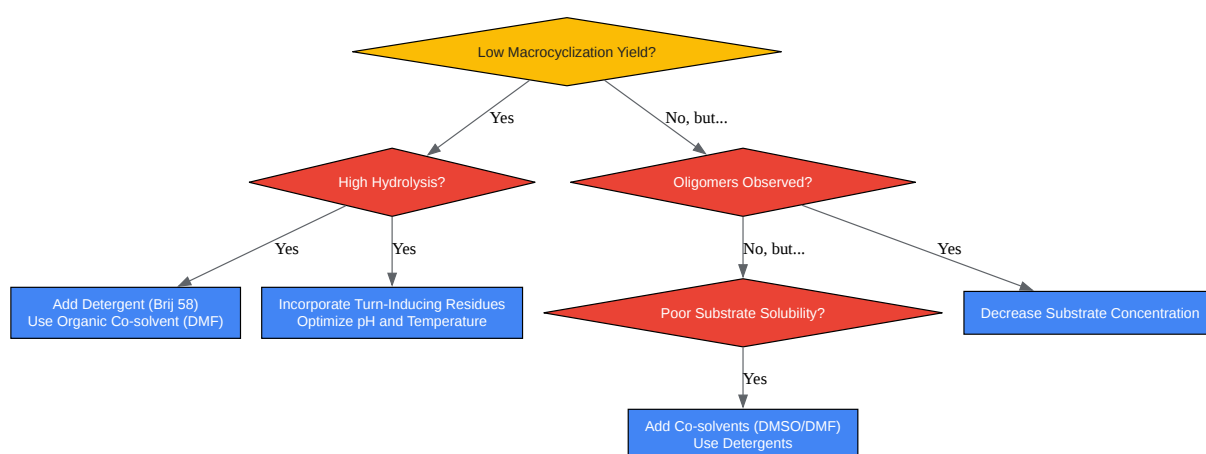 Low Macrocyclization Yield?
Yes
No, but...
High Hydrolysis?
Oligomers Observed?
Yes
Yes
No, but...
Yes
Add Detergent (Brij 58)
Use Organic Co-solvent (DMF)
Incorporate Turn-Inducing Residues
Optimize pH and Temperature
Poor Substrate Solubility?
Decrease Substrate Concentration
Yes
Add Co-solvents (DMSO/DMF)
Use Detergents